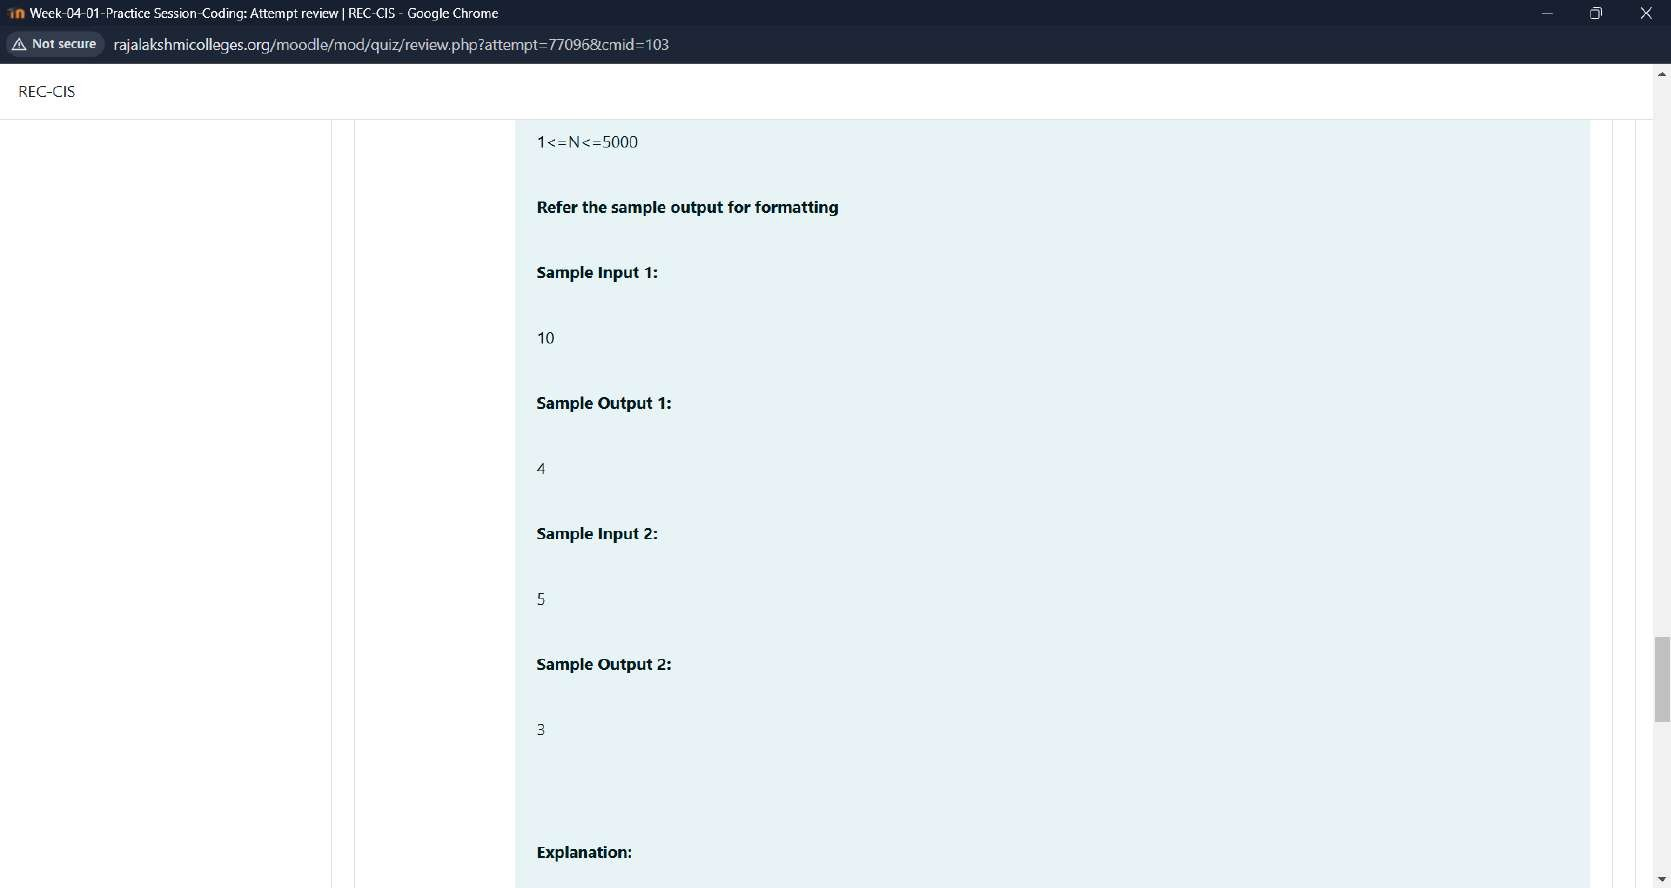 Week-04-01-Practice Session-Coding: Attempt review | REC-CIS - Google Chrome
Not secure rajalakshmicolleges.org/moodle/mod/quiz/review.php?attempt=77096&cmid=103
REC-CIS
1<=N<=5000
Refer the sample output for formatting
Sample Input 1:
10
Sample Output 1:
4
Sample Input 2:
5
Sample Output 2:
3
Explanation: